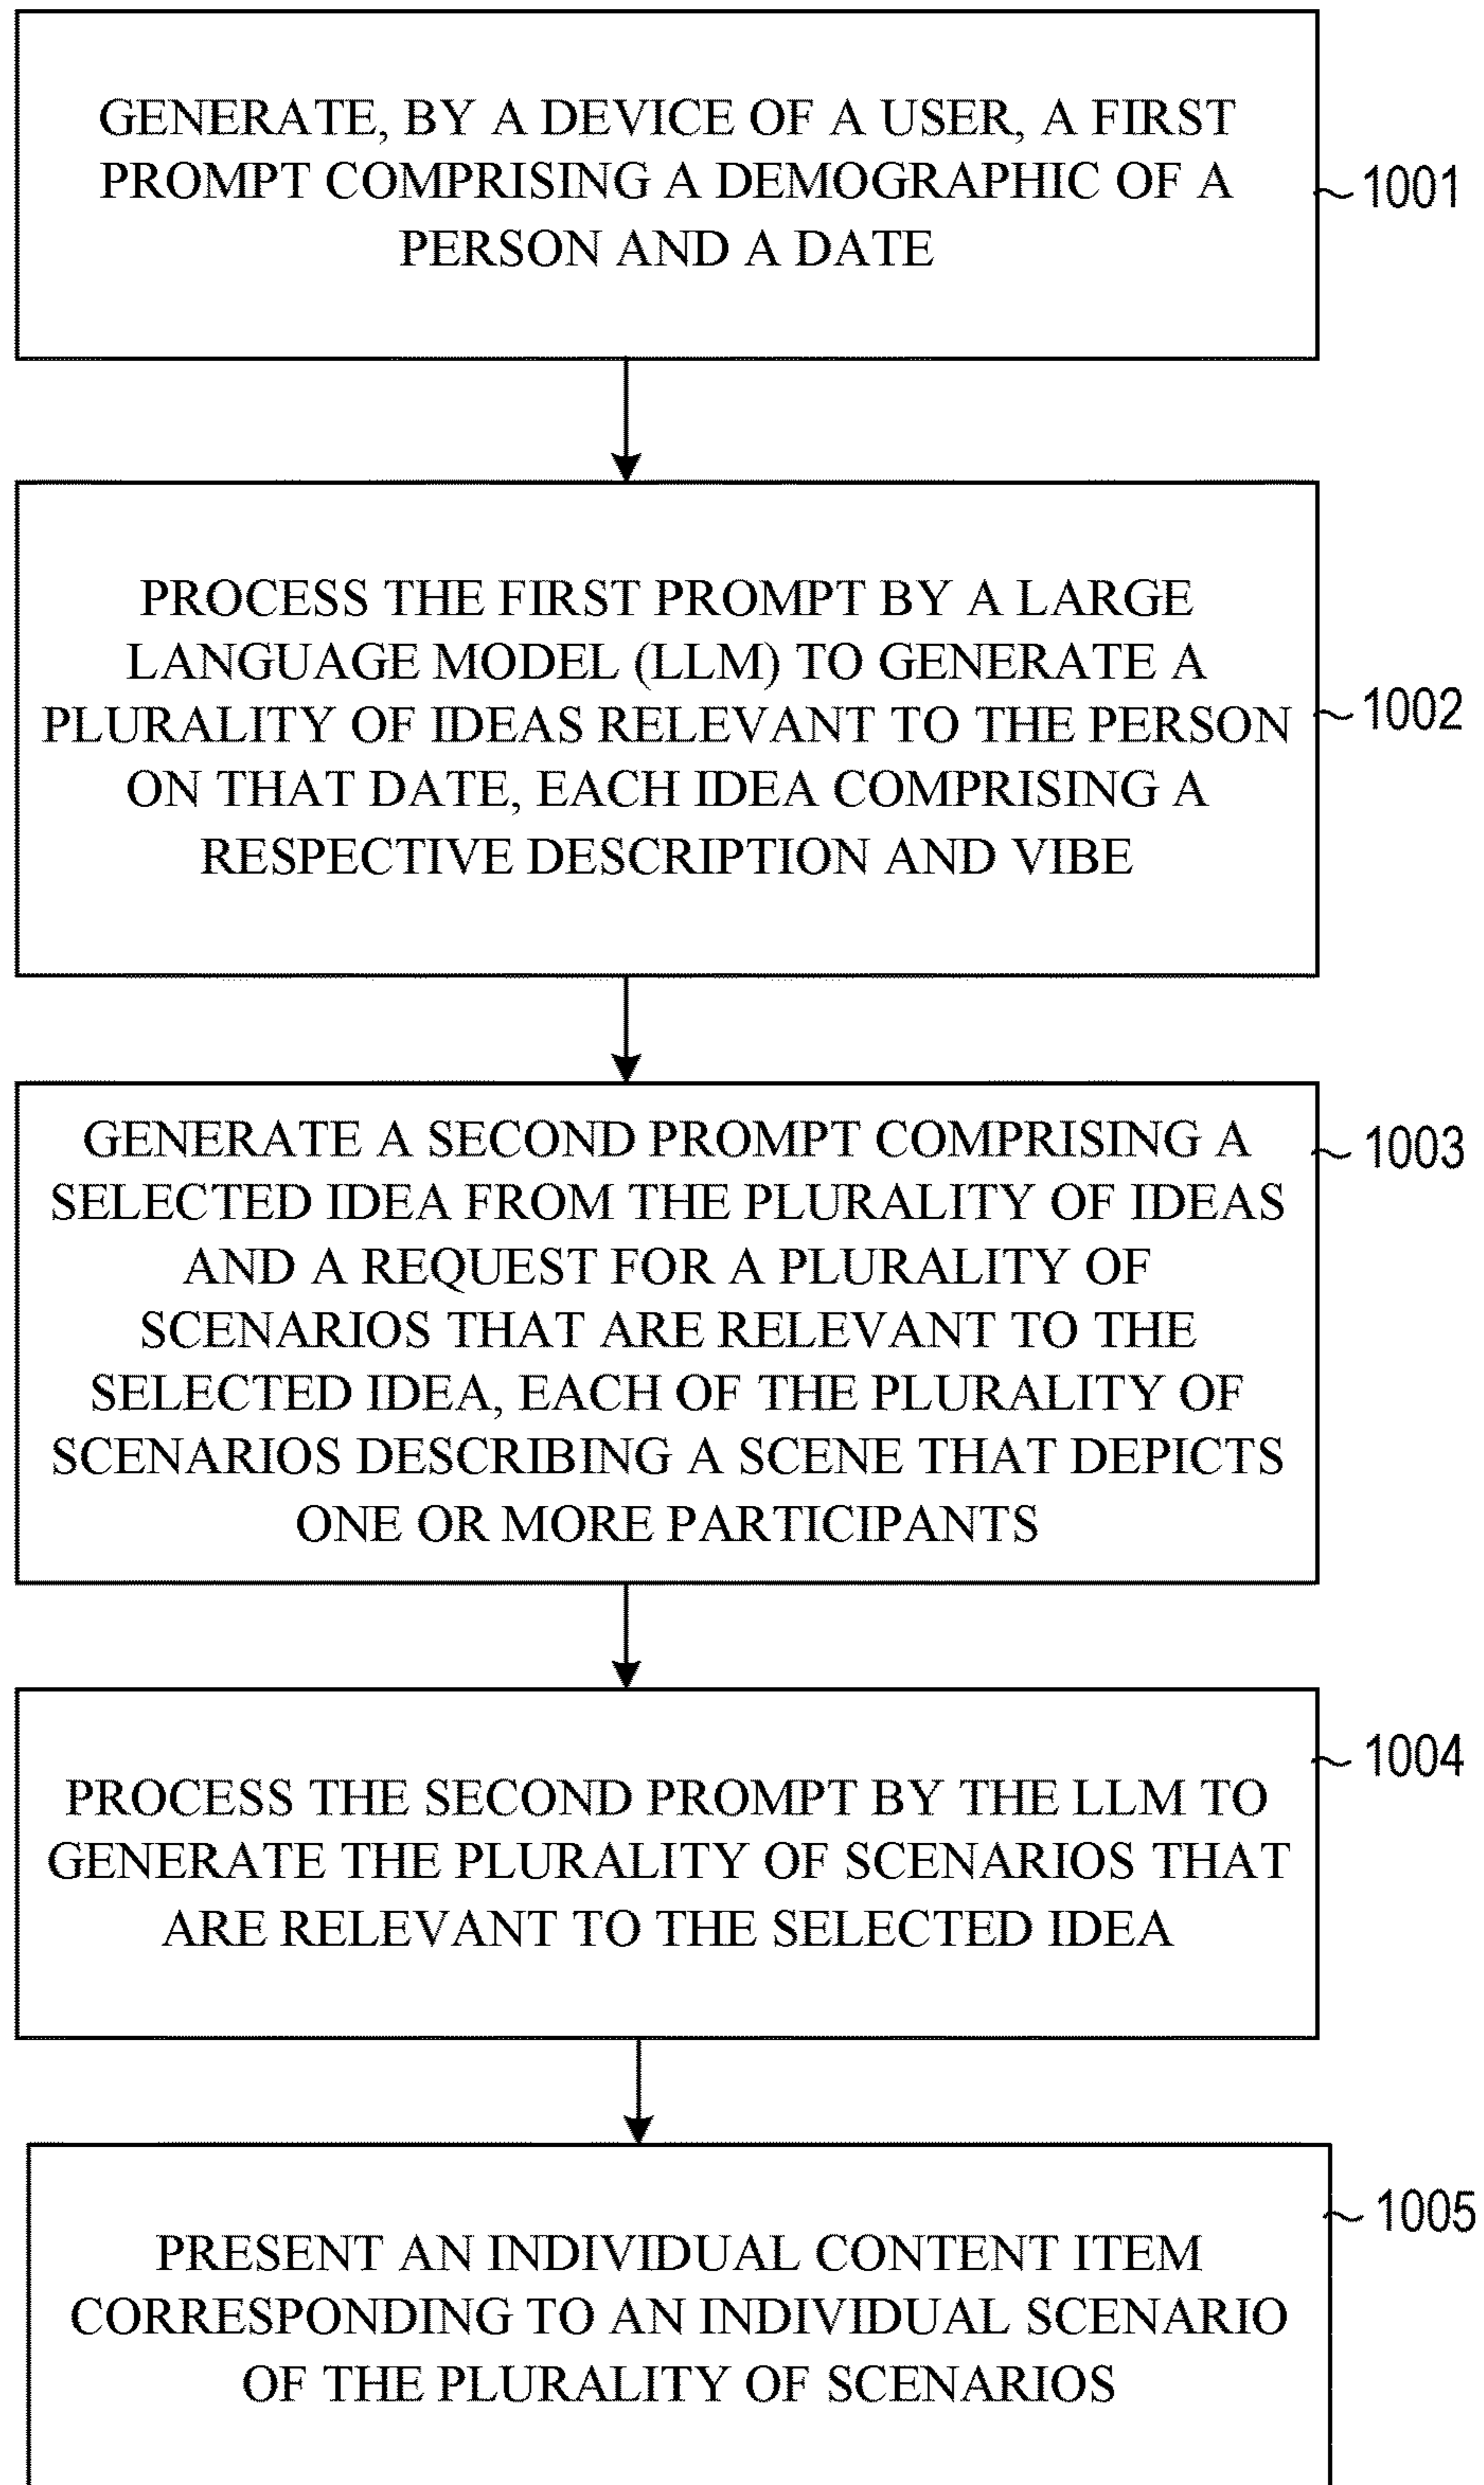 GENERATE, BY A DEVICE OF A USER, A FIRST
PROMPT COMPRISING A DEMOGRAPHIC OF A
PERSON AND A DATE
1001
PROCESS THE FIRST PROMPT BY A LARGE
LANGUAGE MODEL (LLM) TO GENERATE A
PLURALITY OF IDEAS RELEVANT TO THE PERSON
ON THAT DATE, EACH IDEA COMPRISING A
RESPECTIVE DESCRIPTION AND VIBE
1002
GENERATE A SECOND PROMPT COMPRISING A
SELECTED IDEA FROM THE PLURALITY OF IDEAS
AND A REQUEST FOR A PLURALITY OF
SCENARIOS THAT ARE RELEVANT TO THE
SELECTED IDEA, EACH OF THE PLURALITY OF
SCENARIOS DESCRIBING A SCENE THAT DEPICTS
ONE OR MORE PARTICIPANTS
1003
PROCESS THE SECOND PROMPT BY THE LLM TO
GENERATE THE PLURALITY OF SCENARIOS THAT
ARE RELEVANT TO THE SELECTED IDEA
1004
PRESENT AN INDIVIDUAL CONTENT ITEM
CORRESPONDING TO AN INDIVIDUAL SCENARIO
OF THE PLURALITY OF SCENARIOS
1005